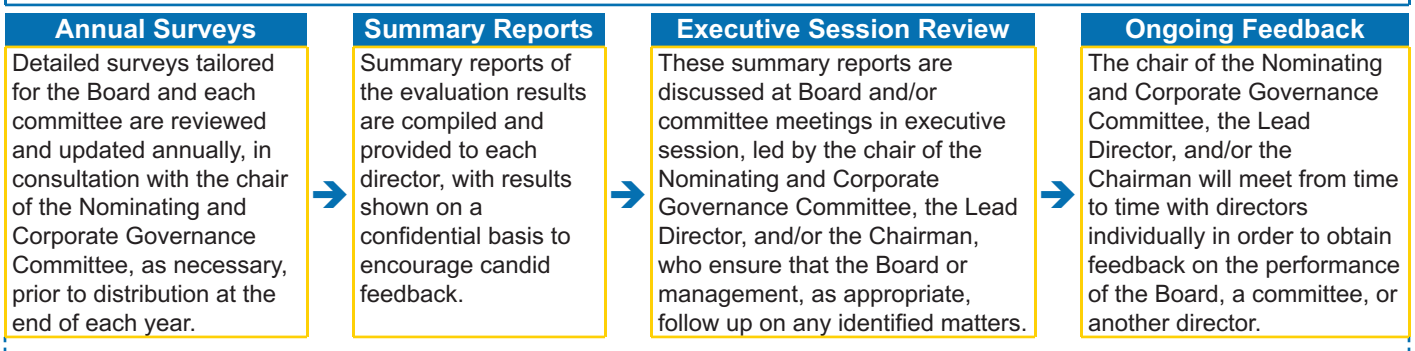 Annual Surveys
Detailed surveys tailored
for the Board and each
committee are reviewed
and updated annually, in
consultation with the chair
of the Nominating and
Corporate Governance
Committee, as necessary,
prior to distribution at the
end of each year.
Summary Reports
Summary reports of
the evaluation results
are compiled and
provided to each
director, with results
shown on a
confidential basis to
encourage candid
feedback.
Executive Session Review
These summary reports are
discussed at Board and/or
committee meetings in executive
session, led by the chair of the
Nominating and Corporate
Governance Committee, the Lead
Director, and/or the Chairman,
who ensure that the Board or
management, as appropriate,
follow up on any identified matters.
Ongoing Feedback
The chair of the Nominating
and Corporate Governance
Committee, the Lead
Director, and/or the
Chairman will meet from time
to time with directors
individually in order to obtain
feedback on the performance
of the Board, a committee, or
another director.